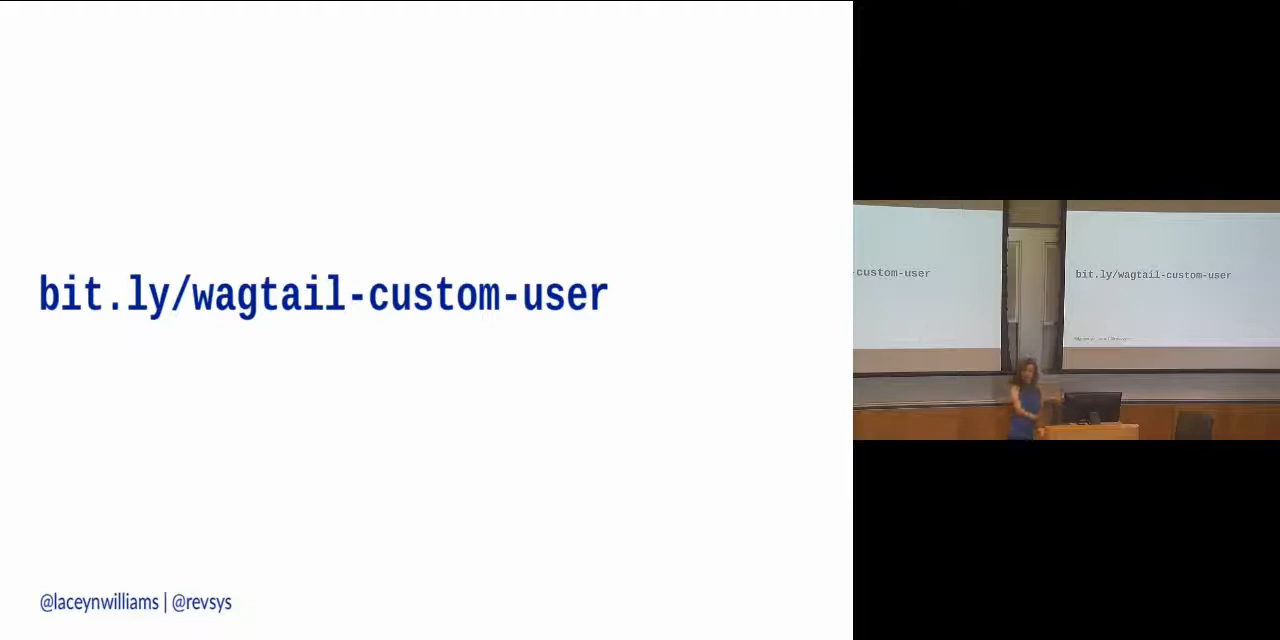 bit.ly/wagtail-custom-user
@laceynwilliams | @revsys
-custom-user
bit.ly/wagtail-custom-user